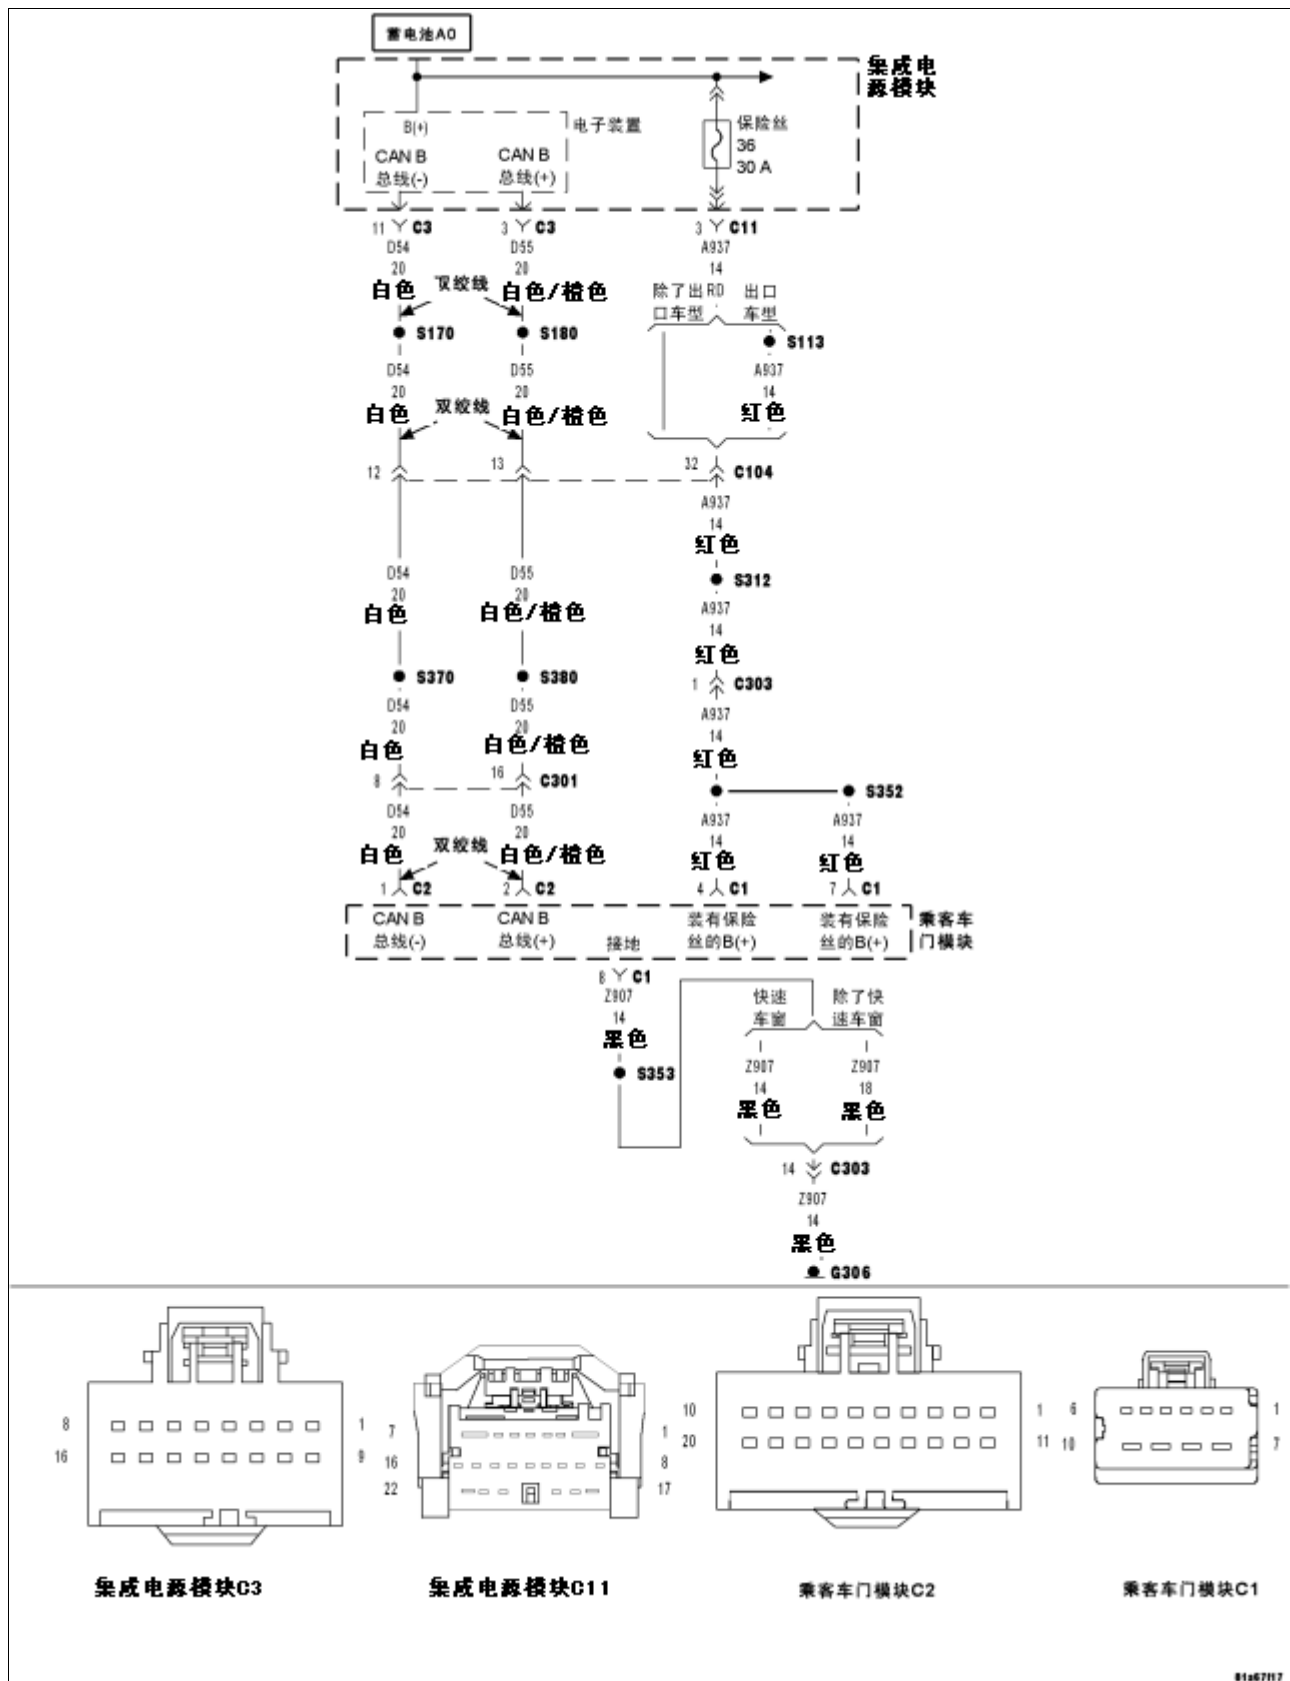 蓄电池A0
集成电
源模块
B(+)
电子装置
CAN B
总线(-)
CAN B
总线(+)
保险丝
36
30 A
11 C3
3 C3
3 C11
D54
D55
A937
20
20
14
白色
双绞线
白色/橙色
除了出
口车型
RD
出口
车型
S170
S180
S113
D54
D55
A937
20
20
14
白色
双绞线
白色/橙色
红色
12
13
32
C104
A937
14
红色
D54
D55
S312
20
20
A937
白色
白色/橙色
14
红色
S370
S380
1 C303
D54
D55
A937
20
20
14
白色
白色/橙色
红色
8
16
C301
S352
D54
D55
A937
A937
20
20
14
14
白色
双绞线
白色/橙色
红色
红色
1 C2
2 C2
4 C1
7 C1
CAN B
总线(-)
CAN B
总线(+)
接地
装有保险
丝的B(+)
装有保险
丝的B(+)
乘客车
门模块
8 C1
Z907
14
黑色
S353
快速
车窗
除了快
速车窗
Z907
Z907
14
18
黑色
黑色
14 C303
Z907
14
黑色
G306
8 1
16 9
7 1
16 8
22 17
10 1
20 11
6 1
10 7
集成电源模块C3
集成电源模块C11
乘客车门模块C2
乘客车门模块C1